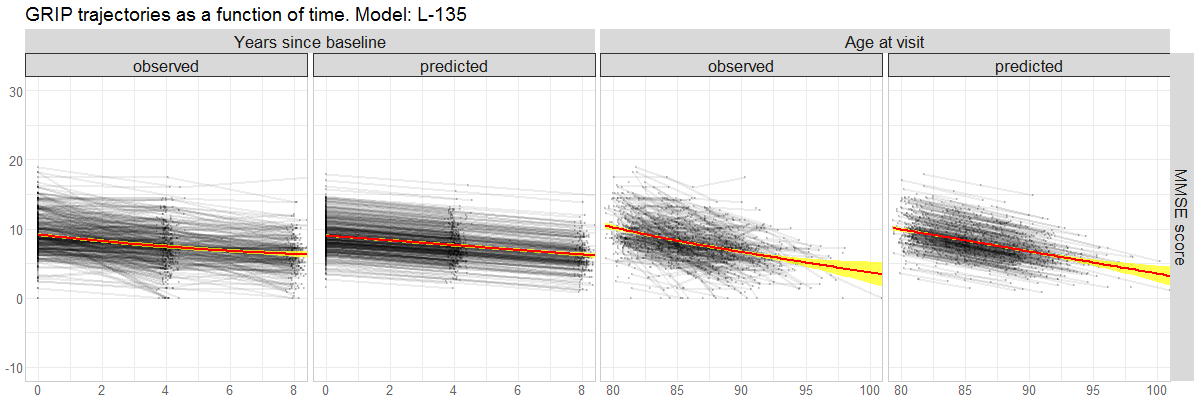 GRIP trajectories as a function of time. Model: L-135
Years since baseline
Age at visit
observed
predicted
observed
predicted
30
20
10
0
-10
MMSE score
0 2 4 6 8
0 2 4 6 8
80 85 90 95 100
80 85 90 95 100